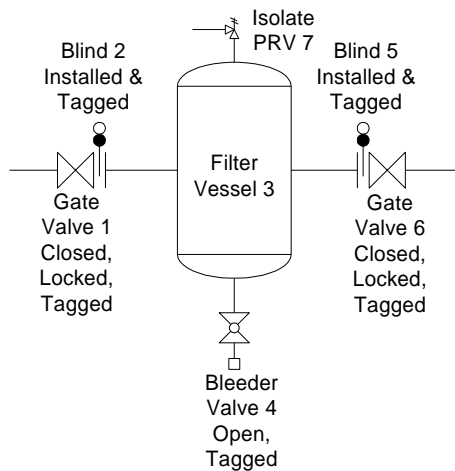 Isolate
PRV 7
Blind 2
Installed &
Tagged
Blind 5
Installed &
Tagged
Filter
Vessel 3
Gate
Valve 1
Closed,
Locked,
Tagged
Gate
Valve 6
Closed,
Locked,
Tagged
Bleeder
Valve 4
Open,
Tagged